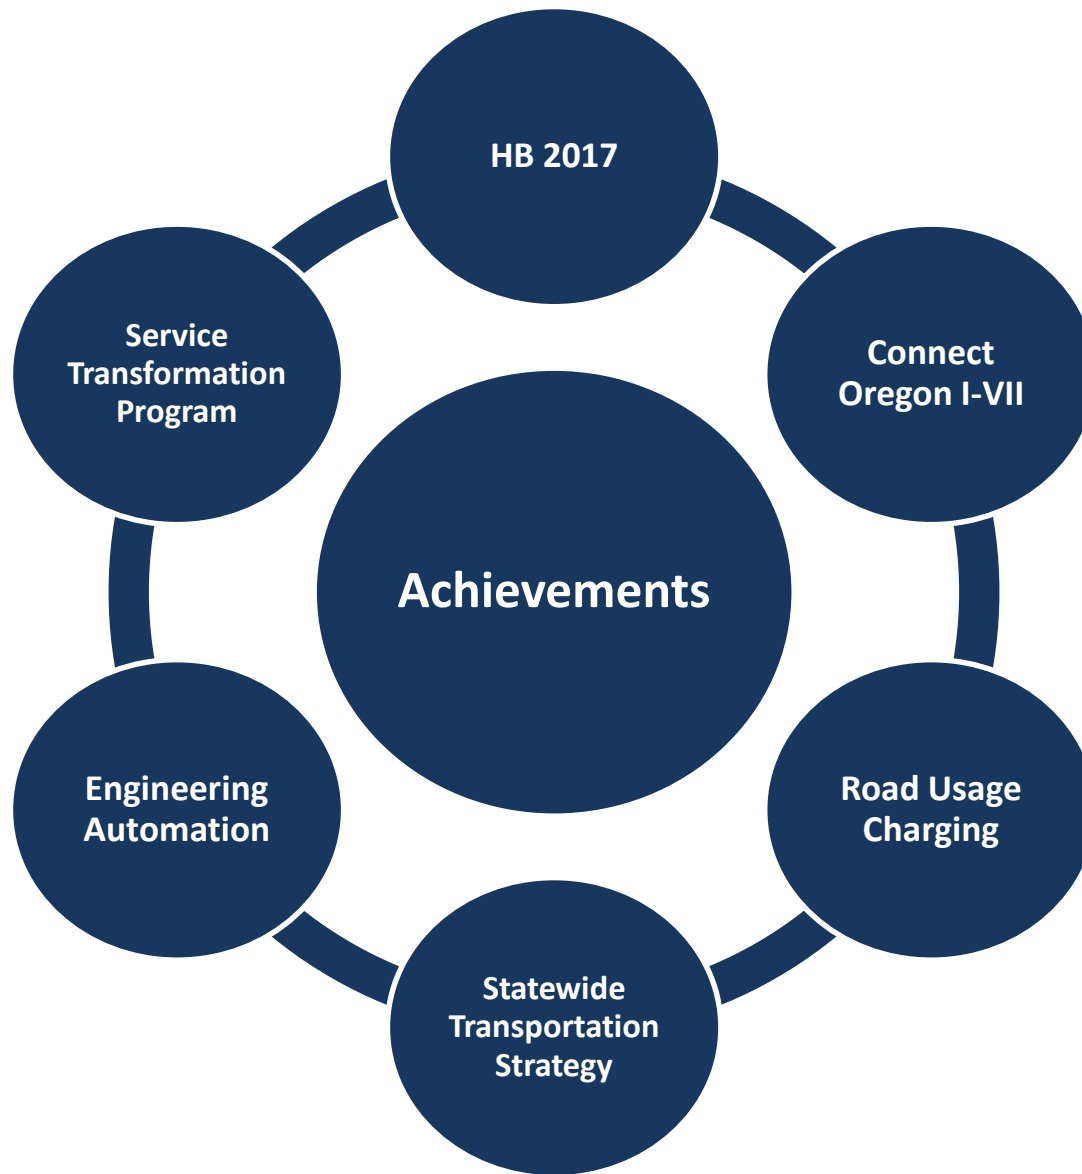 HB 2017
Connect
Oregon I-VII
Road Usage
Charging
Statewide
Transportation
Strategy
Engineering
Automation
Service
Transformation
Program
Achievements